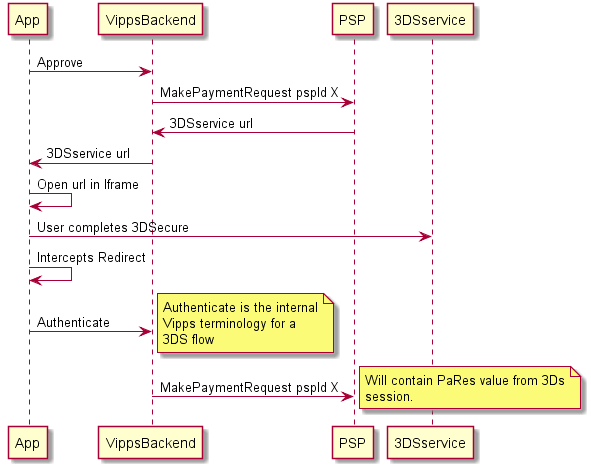 App VippsBackend PSP 3DSservice
Approve
MakePaymentRequest pspId X
3DSservice url
3DSservice url
Open url in Iframe
User completes 3DSecure
Intercepts Redirect
Authenticate
Authenticate is the internal
Vipps terminology for a
3DS flow
MakePaymentRequest pspId X
Will contain PaRes value from 3Ds
session.
App VippsBackend PSP 3DSservice